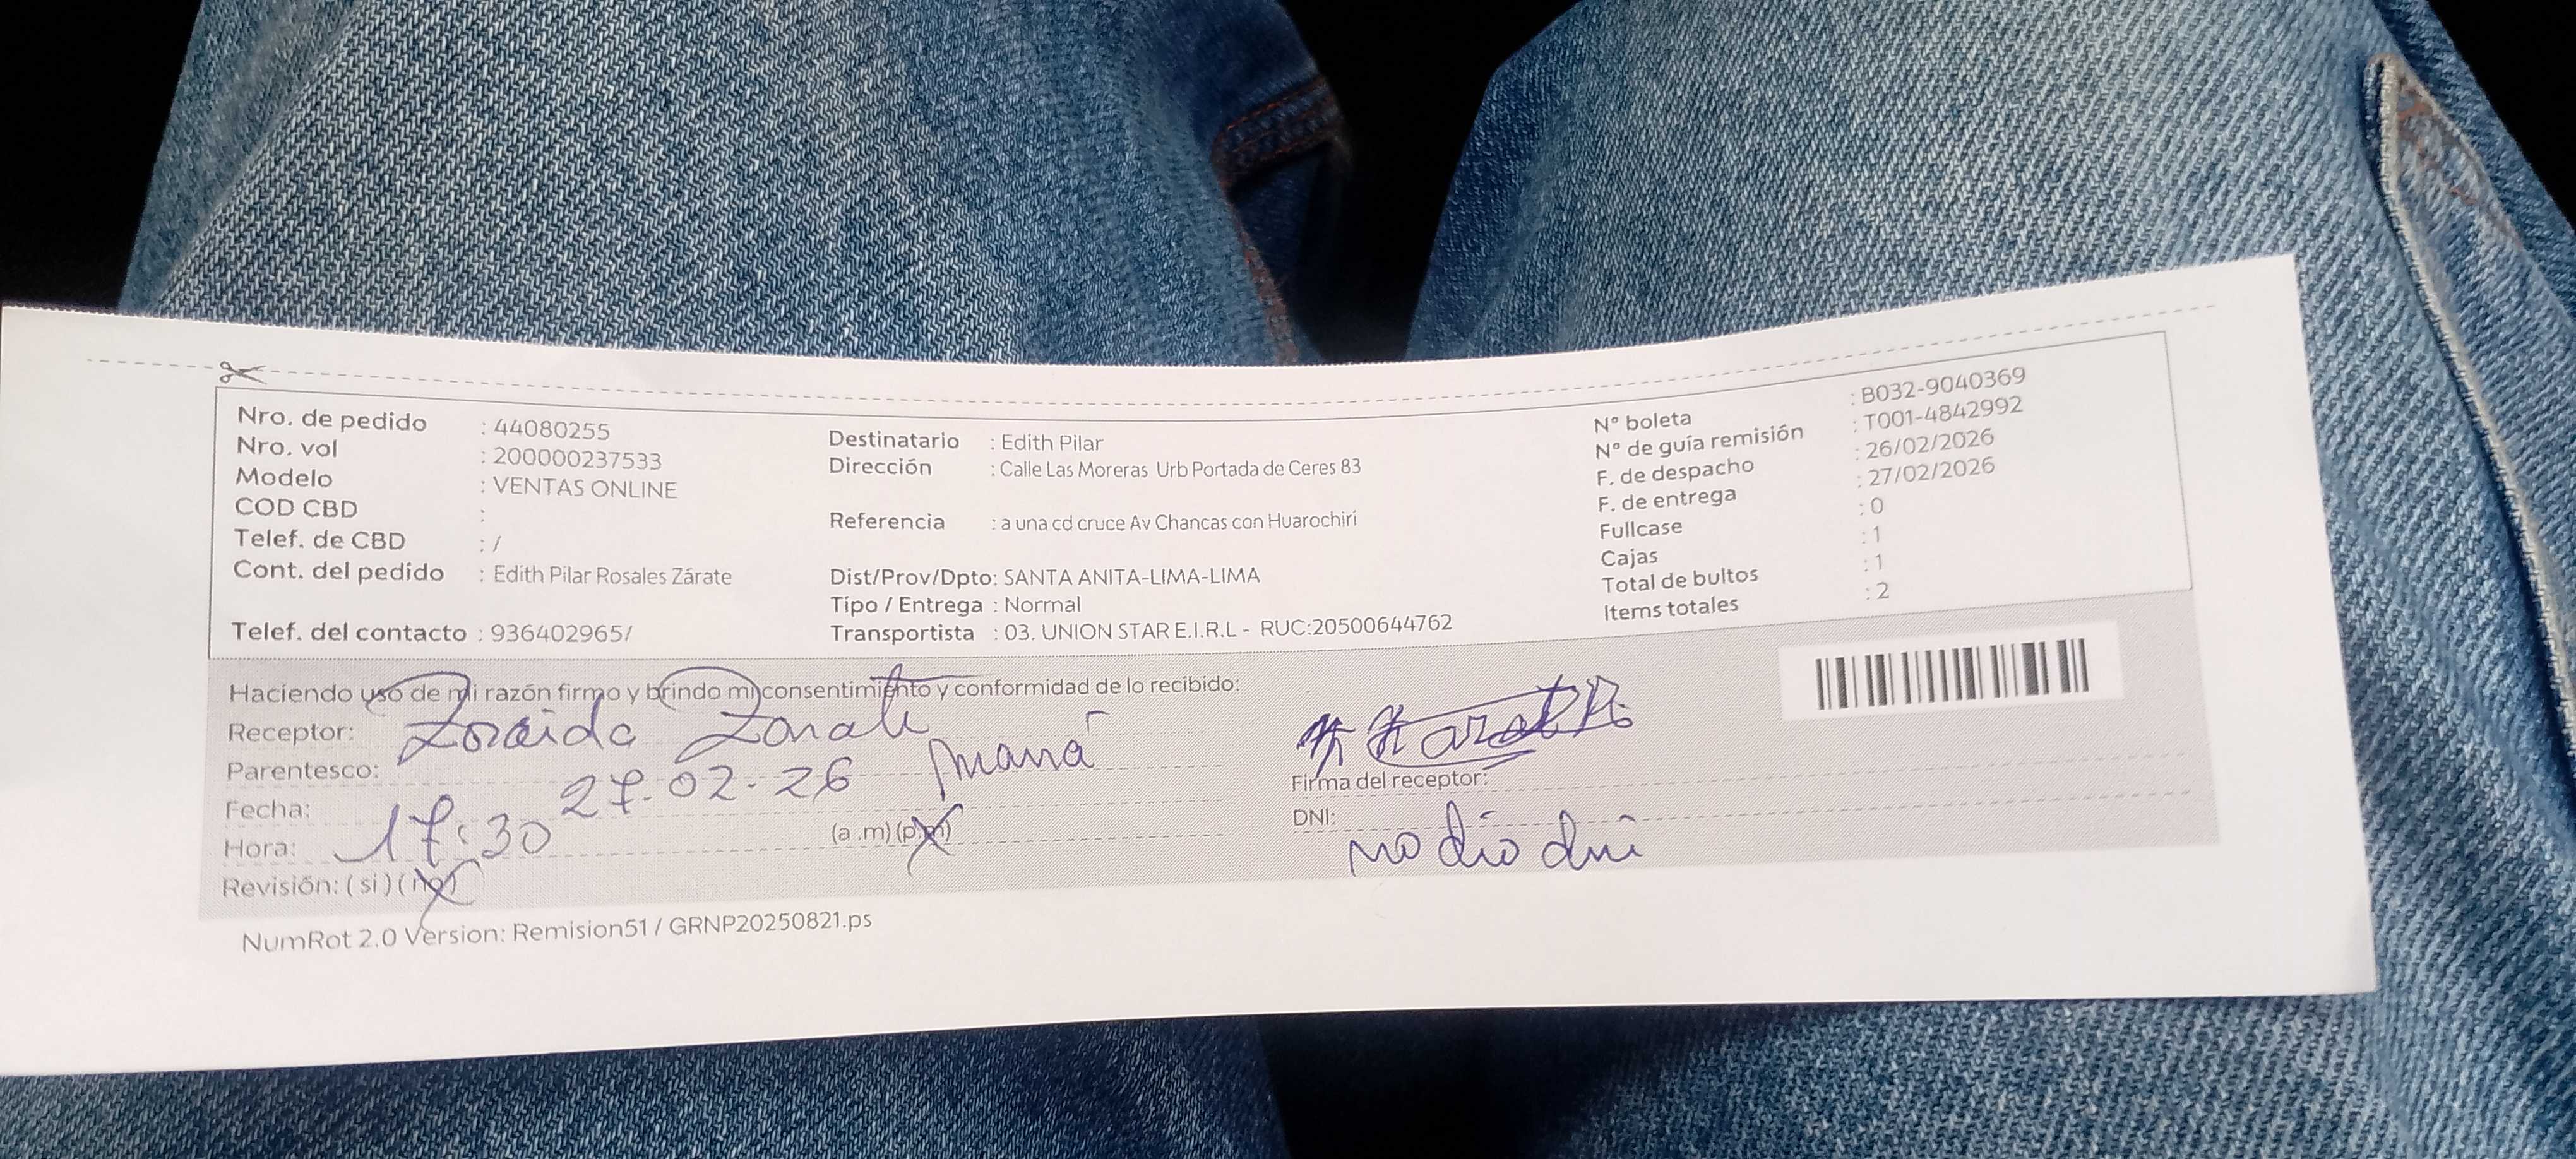 Nro. de pedido : 44080255
Nro. vol : 200000237533
Modelo : VENTAS ONLINE
COD CBD :
Telef. de CBD : /
Cont. del pedido : Edith Pilar Rosales Zárate
Telef. del contacto : 936402965/
Destinatario : Edith Pilar
Dirección : Calle Las Moreras Urb Portada de Ceres 83
Referencia : a una cd cruce Av Chancas con Huarochirí
Dist/Prov/Dpto: SANTA ANITA-LIMA-LIMA
Tipo / Entrega : Normal
Transportista : 03. UNION STAR E.I.R.L - RUC:20500644762
N° boleta : B032-9040369
N° de guía remisión : T001-4842992
F. de despacho : 26/02/2026
F. de entrega : 27/02/2026
Fullcase : 0
Cajas : 1
Total de bultos : 1
Items totales : 2
Haciendo uso de mi razón firmo y brindo mi consentimiento y conformidad de lo recibido:
Receptor: Zoraida
Parentesco: mamá
Fecha: 27-02-26
Hora: 17:30 (a.m)(p.m)
Revisión: (si)(no)
Firma del receptor:
DNI: no dio dni
NumRot 2.0 Version: Remision51 / GRNP20250821.ps